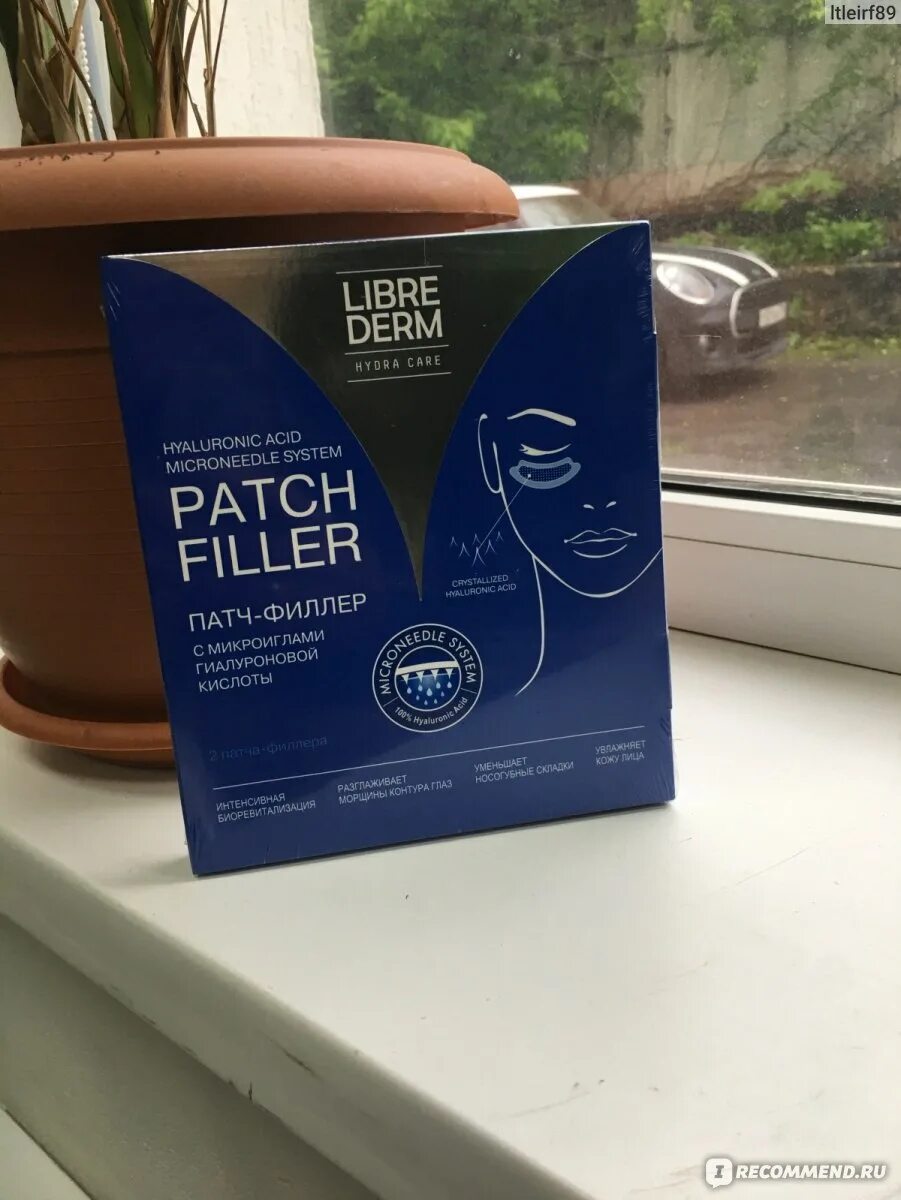 ltleirf89
LIBRE
DERM
HYDRA CARE
HYALURONIC ACID
MICRONEEDLE SYSTEM
PATCH
FILLER
ПАТЧ-ФИЛЛЕР
С МИКРОИГЛАМИ
ГИАЛУРОНОВОЙ
КИСЛОТЫ
CRYSTALLIZED
HYALURONIC ACID
MICRONEEDLE SYSTEM
100% Hyaluronic Acid
2 патча-филлера
ИНТЕНСИВНАЯ
БИОРЕВИТАЛИЗАЦИЯ
РАЗГЛАЖИВАЕТ
МОРЩИНЫ КОНТУРА ГЛАЗ
УМЕНЬШАЕТ
НОСОГУБНЫЕ СКЛАДКИ
УВЛАЖНЯЕТ
КОЖУ ЛИЦА
IRECOMMEND.RU